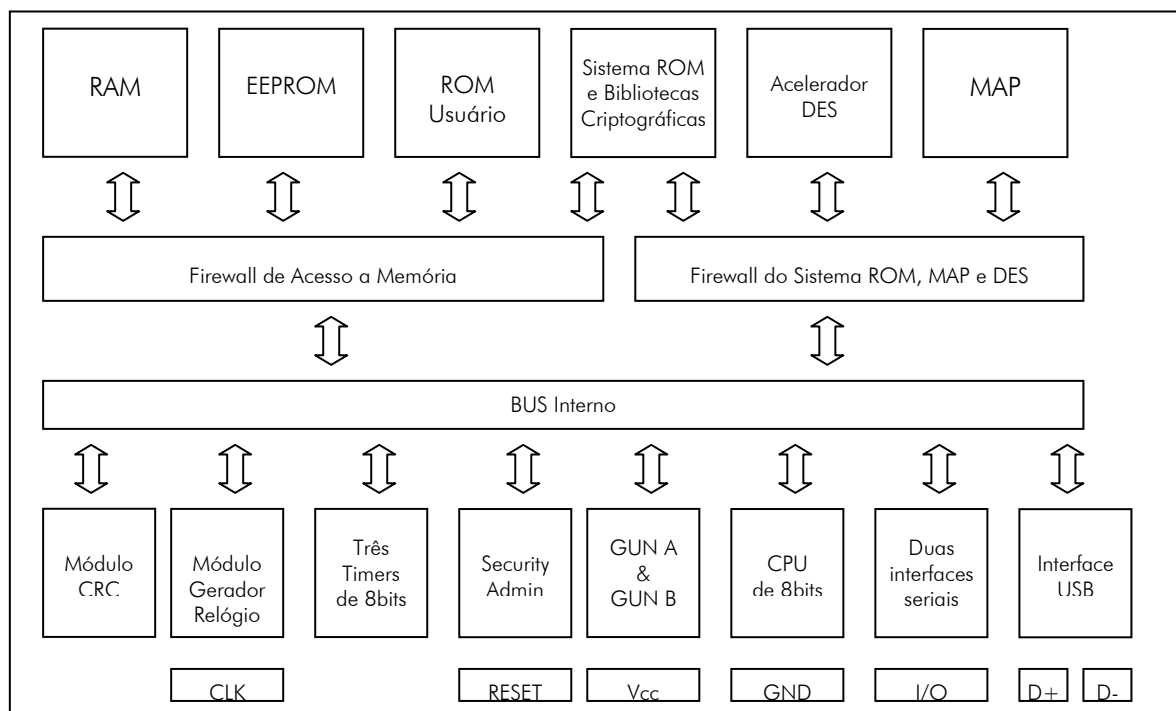 RAM
EEPROM
ROM
Usuário
Sistema ROM
e Bibliotecas
Criptográficas
Acelerador
DES
MAP
Firewall de Acesso a Memória
Firewall do Sistema ROM, MAP e DES
BUS Interno
Módulo
CRC
Módulo
Gerador
Relógio
Três
Timers
de 8bits
Security
Admin
GUN A
&
GUN B
CPU
de 8bits
Duas
interfaces
seriais
Interface
USB
CLK
RESET
Vcc
GND
I/O
D+
D-